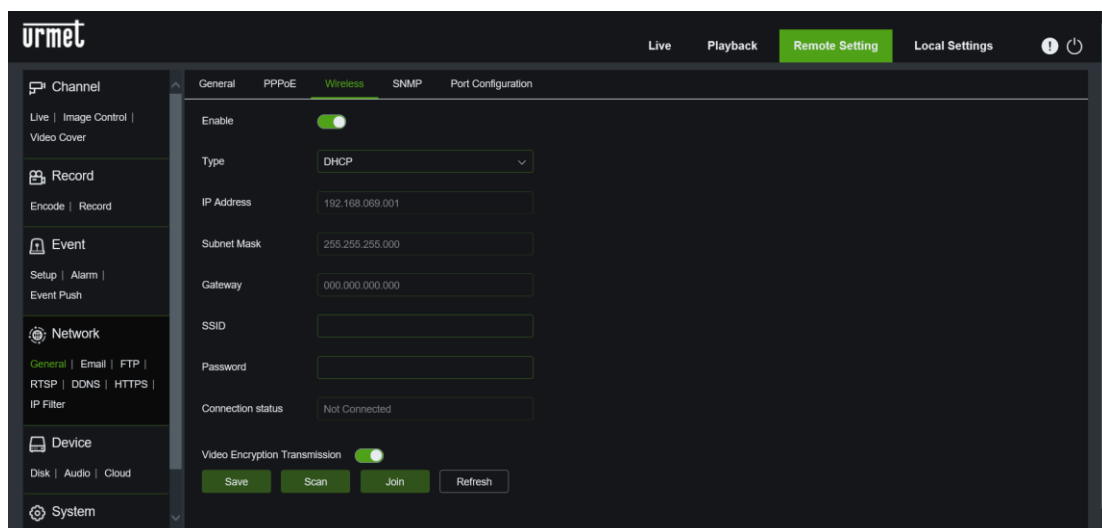 urmet
Live Playback Remote Setting Local Settings
Channel
Live | Image Control |
Video Cover
Record
Encode | Record
Event
Setup | Alarm |
Event Push
Network
General | Email | FTP |
RTSP | DDNS | HTTPS |
IP Filter
Device
Disk | Audio | Cloud
System
General PPPoE Wireless SNMP Port Configuration
Enable
Type DHCP
IP Address 192.168.069.001
Subnet Mask 255.255.255.000
Gateway 000.000.000.000
SSID
Password
Connection status Not Connected
Video Encryption Transmission
Save Scan Join Refresh